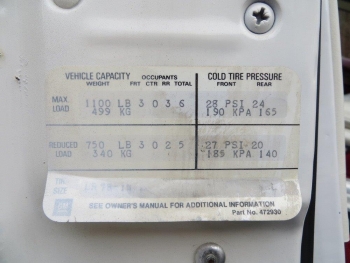 VEHICLE CAPACITY OCCUPANTS COLD TIRE PRESSURE
WEIGHT FRT CTR RR TOTAL FRONT REAR
MAX LOAD 1100 LB 3 0 3 6 28 PSI 24
499 KG 190 KPA 165
REDUCED LOAD 750 LB 3 0 2 5 27 PSI 20
340 KG 185 KPA 140
SIZE
SEE OWNER'S MANUAL FOR ADDITIONAL INFORMATION
Part No. 472930